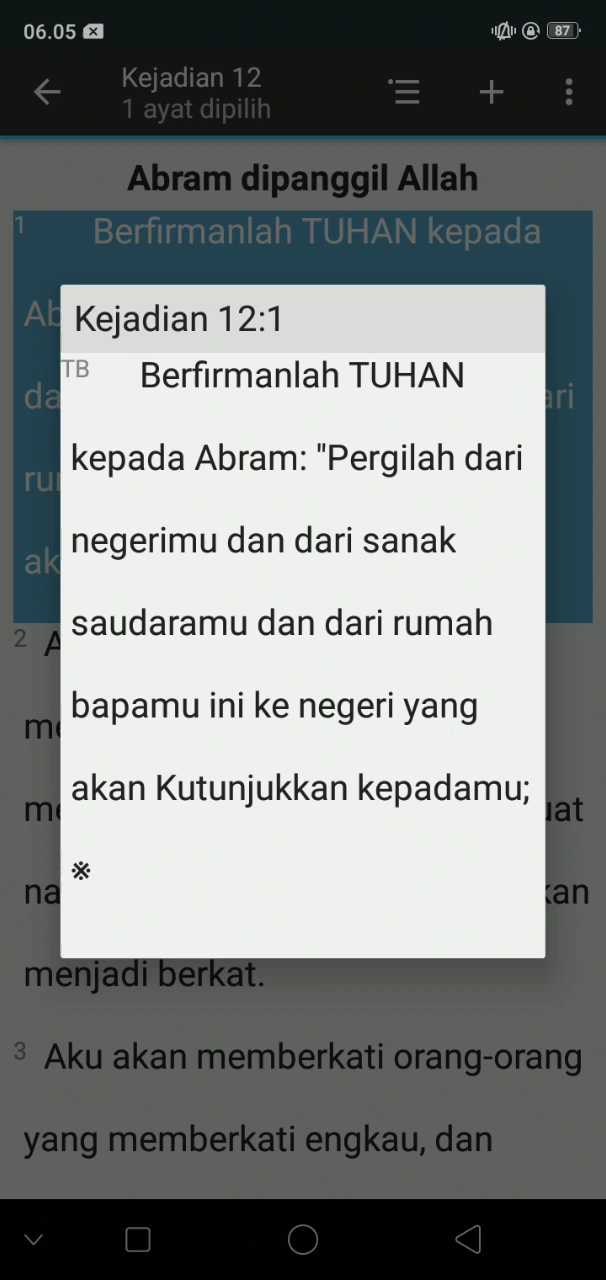 06.05
87
Kejadian 12
1 ayat dipilih
Abram dipanggil Allah
1 Berfirmanlah TUHAN kepada
Kejadian 12:1
TB Berfirmanlah TUHAN
kepada Abram: "Pergilah dari
negerimu dan dari sanak
saudaramu dan dari rumah
bapamu ini ke negeri yang
akan Kutunjukkan kepadamu;
※
2
menjadi berkat.
3 Aku akan memberkati orang-orang
yang memberkati engkau, dan